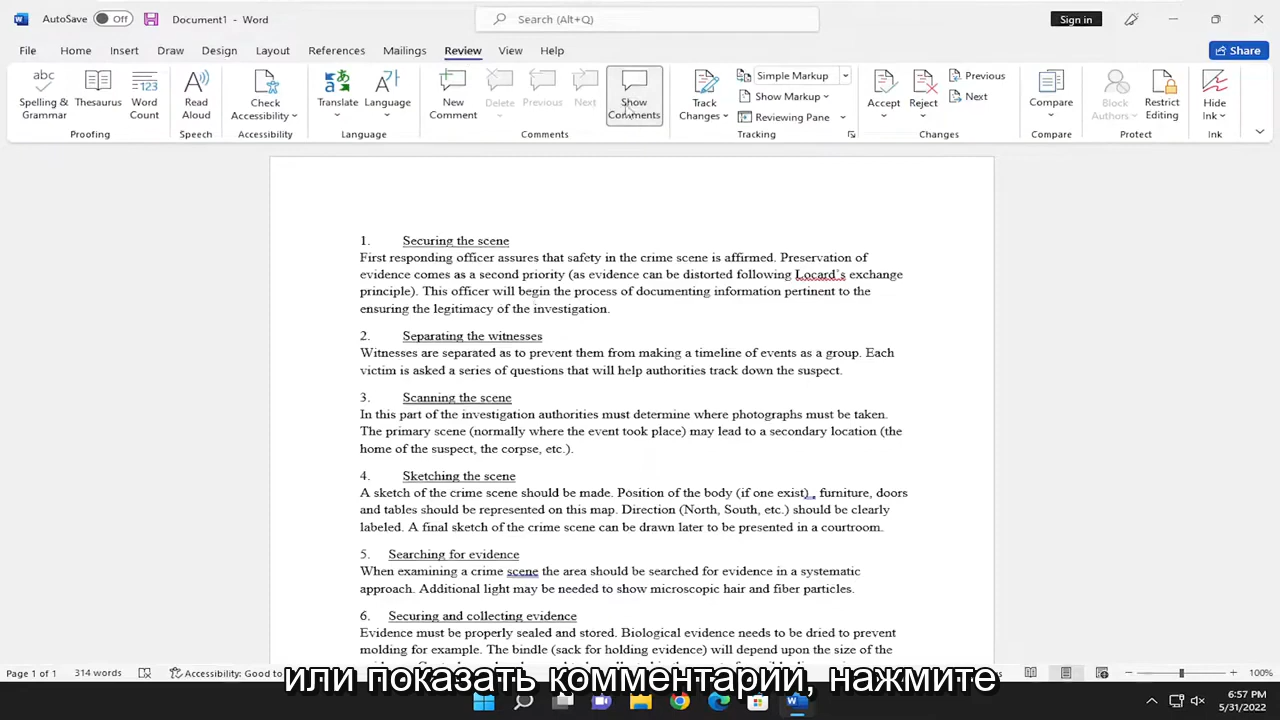 AutoSave Off Document1 - Word Search (Alt+Q) Sign in
File Home Insert Draw Design Layout References Mailings Review View Help Share
Spelling & Grammar Thesaurus Word Count Read Aloud Check Accessibility Translate Language New Comment Delete Previous Next Show Comments Track Changes Simple Markup Show Markup Reviewing Pane Accept Reject Previous Next Compare Block Authors Restrict Editing Hide Ink
Proofing Speech Accessibility Language Comments Tracking Changes Compare Protect Ink
1. Securing the scene
First responding officer assures that safety in the crime scene is affirmed. Preservation of
evidence comes as a second priority (as evidence can be distorted following Locard's exchange
principle). This officer will begin the process of documenting information pertinent to the
ensuring the legitimacy of the investigation.
2. Separating the witnesses
Witnesses are separated as to prevent them from making a timeline of events as a group. Each
victim is asked a series of questions that will help authorities track down the suspect.
3. Scanning the scene
In this part of the investigation authorities must determine where photographs must be taken.
The primary scene (normally where the event took place) may lead to a secondary location (the
home of the suspect, the corpse, etc.).
4. Sketching the scene
A sketch of the crime scene should be made. Position of the body (if one exist) , furniture, doors
and tables should be represented on this map. Direction (North, South, etc.) should be clearly
labeled. A final sketch of the crime scene can be drawn later to be presented in a courtroom.
5. Searching for evidence
When examining a crime scene the area should be searched for evidence in a systematic
approach. Additional light may be needed to show microscopic hair and fiber particles.
6. Securing and collecting evidence
Evidence must be properly sealed and stored. Biological evidence needs to be dried to prevent
molding for example. The bindle (sack for holding evidence) will depend upon the size of the
Page 1 of 1 314 words Accessibility: Good to 100%
или показать комментарии, нажмите
6:57 PM
5/31/2022